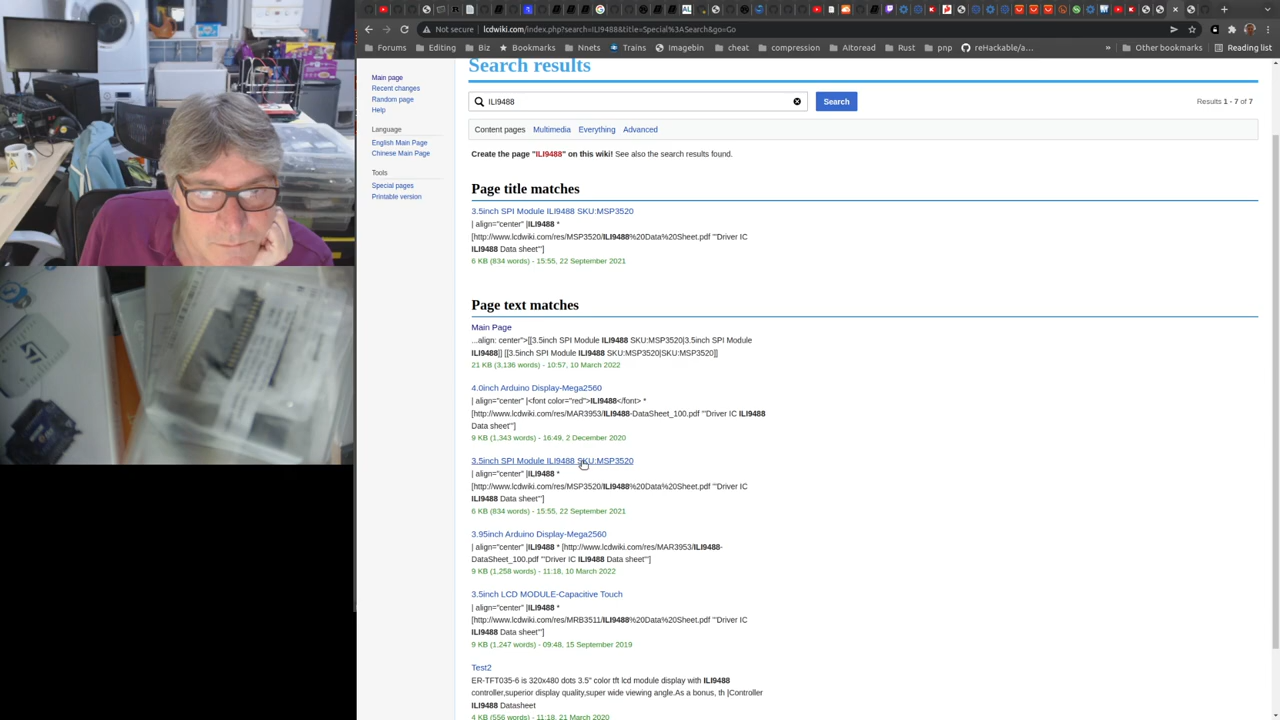 Not secure | lcdwiki.com/index.php?search=ILI9488&title=Special%3ASearch&go=Go
Forums Editing Biz Bookmarks Nnets Trains Imagebin cheat compression Aitoreal Reurs pnp
» Other bookmarks Reading list
Main page
Recent changes
Random page
Help
Language
English Main Page
Chinese Main Page
Tools
Special pages
Printable version
Search results
ILI9488 Search Results 1 - 7 of 7
Content pages Multimedia Everything Advanced
Create the page "ILI9488" on this wiki! See also the search results found.
Page title matches
3.5inch SPI Module ILI9488 SKU:MSP3520
| align="center" |ILI9488 *
[http://www.lcdwiki.com/res/MSP3520/ILI9488%20Data%20Sheet.pdf '''Driver IC
ILI9488 Data sheet''']
6 KB (834 words) - 15:55, 22 September 2021
Page text matches
Main Page
...align: center">[[3.5inch SPI Module ILI9488 SKU:MSP3520|3.5inch SPI Module
ILI9488]] [[3.5inch SPI Module ILI9488 SKU:MSP3520|SKU:MSP3520]]
21 KB (3,136 words) - 10:57, 10 March 2022
4.0inch Arduino Display-Mega2560
| align="center" |<font color="red">ILI9488</font> *
[http://www.lcdwiki.com/res/MAR3953/ILI9488-DataSheet_100.pdf '''Driver IC ILI9488
Data sheet''']
9 KB (1,343 words) - 16:49, 2 December 2020
3.5inch SPI Module ILI9488 SKU:MSP3520
| align="center" |ILI9488 *
[http://www.lcdwiki.com/res/MSP3520/ILI9488%20Data%20Sheet.pdf '''Driver IC
ILI9488 Data sheet''']
6 KB (834 words) - 15:55, 22 September 2021
3.95inch Arduino Display-Mega2560
| align="center" |ILI9488 * [http://www.lcdwiki.com/res/MAR3953/ILI9488-
DataSheet_100.pdf '''Driver IC ILI9488 Data sheet''']
9 KB (1,258 words) - 11:18, 10 March 2022
3.5inch LCD MODULE-Capacitive Touch
| align="center" |ILI9488 *
[http://www.lcdwiki.com/res/MRB3511/ILI9488%20Data%20Sheet.pdf '''Driver IC
ILI9488 Data sheet''']
9 KB (1,247 words) - 09:48, 15 September 2019
Test2
ER-TFT035-6 is 320x480 dots 3.5" color tft lcd module display with ILI9488
controller,superior display quality,super wide viewing angle.As a bonus, th |Controller
ILI9488 Datasheet
4 KB (556 words) - 11:18, 21 March 2020